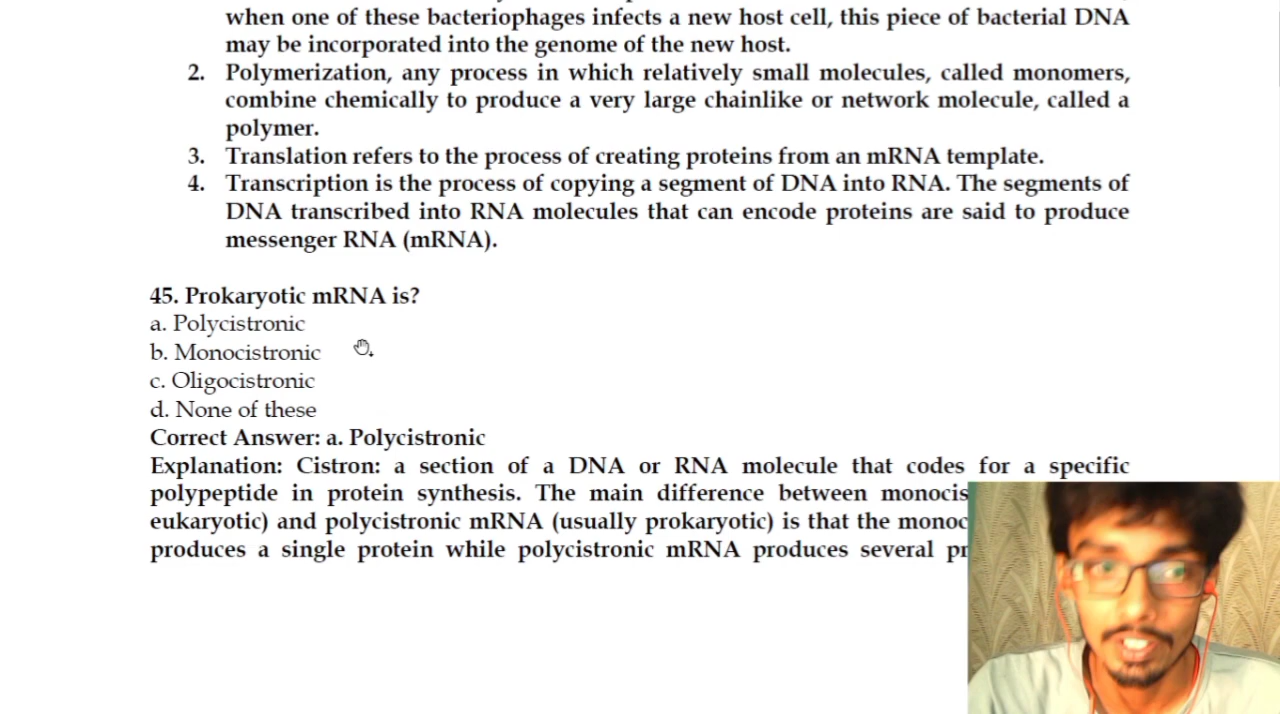 when one of these bacteriophages infects a new host cell, this piece of bacterial DNA
may be incorporated into the genome of the new host.
2. Polymerization, any process in which relatively small molecules, called monomers,
combine chemically to produce a very large chainlike or network molecule, called a
polymer.
3. Translation refers to the process of creating proteins from an mRNA template.
4. Transcription is the process of copying a segment of DNA into RNA. The segments of
DNA transcribed into RNA molecules that can encode proteins are said to produce
messenger RNA (mRNA).
45. Prokaryotic mRNA is?
a. Polycistronic
b. Monocistronic
c. Oligocistronic
d. None of these
Correct Answer: a. Polycistronic
Explanation: Cistron: a section of a DNA or RNA molecule that codes for a specific
polypeptide in protein synthesis. The main difference between
eukaryotic) and polycistronic mRNA (usually prokaryotic) is that the
produces a single protein while polycistronic mRNA produces several